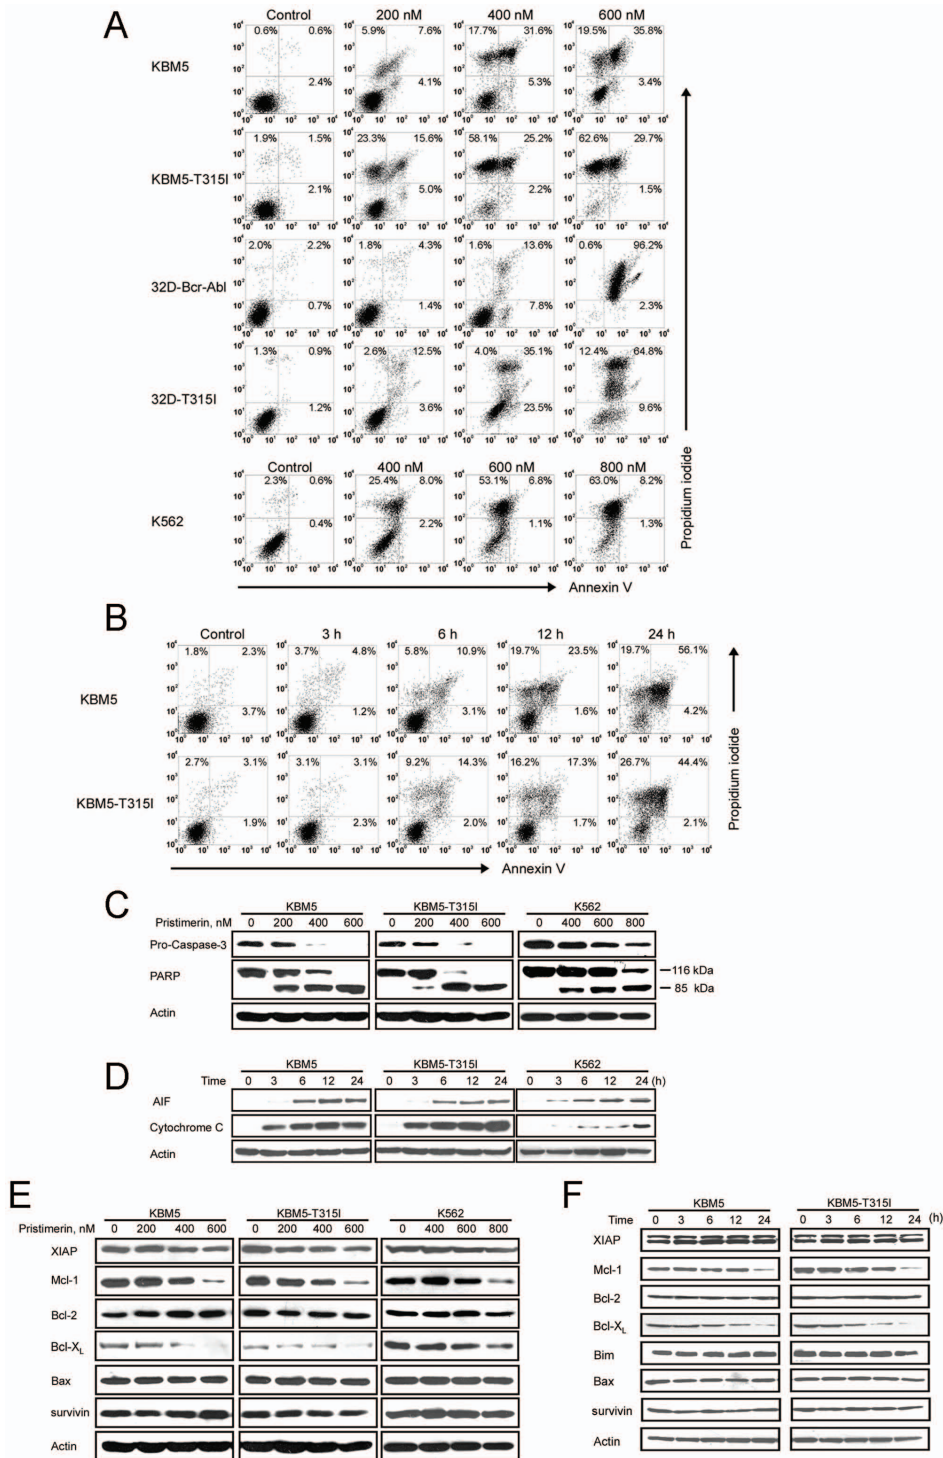 A
Control 200 nM 400 nM 600 nM
KBM5
0.6% 0.6% 5.9% 7.6% 17.7% 31.6% 19.5% 35.8%
2.4% 4.1% 5.3% 3.4%
KBM5-T315I
1.9% 1.5% 23.3% 15.6% 58.1% 25.2% 62.6% 29.7%
2.1% 5.0% 2.2% 1.5%
32D-Bcr-Abl
2.0% 2.2% 1.8% 4.3% 1.6% 13.6% 0.6% 96.2%
0.7% 1.4% 7.8% 2.3%
32D-T315I
1.3% 0.9% 2.6% 12.5% 4.0% 35.1% 12.4% 64.8%
1.2% 3.6% 23.5% 9.6%
Control 400 nM 600 nM 800 nM
K562
2.3% 0.6% 25.4% 8.0% 53.1% 6.8% 63.0% 8.2%
0.4% 2.2% 1.1% 1.3%
Propidium iodide
Annexin V
B
Control 3 h 6 h 12 h 24 h
KBM5
1.8% 2.3% 3.7% 4.8% 5.8% 10.9% 19.7% 23.5% 19.7% 56.1%
3.7% 1.2% 3.1% 1.6% 4.2%
KBM5-T315I
2.7% 3.1% 3.1% 3.1% 9.2% 14.3% 16.2% 17.3% 26.7% 44.4%
1.9% 2.3% 2.0% 1.7% 2.1%
Propidium iodide
Annexin V
C
KBM5 KBM5-T315I K562
Pristimerin, nM 0 200 400 600 0 200 400 600 0 400 600 800
Pro-Caspase-3
PARP
116 kDa
85 kDa
Actin
D
KBM5 KBM5-T315I K562
Time 0 3 6 12 24 0 3 6 12 24 0 3 6 12 24 (h)
AIF
Cytochrome C
Actin
E
KBM5 KBM5-T315I K562
Pristimerin, nM 0 200 400 600 0 200 400 600 0 400 600 800
XIAP
Mcl-1
Bcl-2
Bcl-XL
Bax
survivin
Actin
F
KBM5 KBM5-T315I
Time 0 3 6 12 24 0 3 6 12 24 (h)
XIAP
Mcl-1
Bcl-2
Bcl-XL
Bim
Bax
survivin
Actin